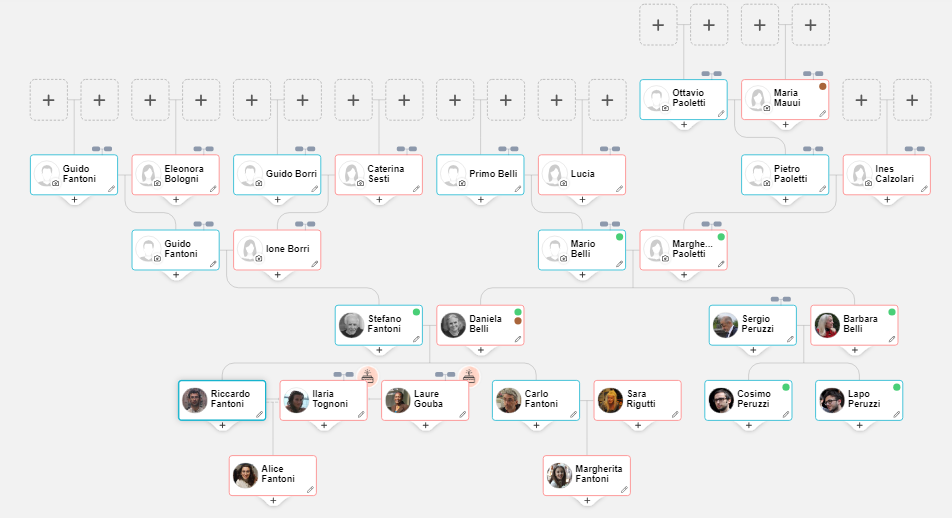 Ottavio
Paoletti
Maria
Mauui
Guido
Fantoni
Eleonora
Bologni
Guido Borri
Caterina
Sesti
Primo Belli
Lucia
Pietro
Paoletti
Ines
Calzolari
Guido
Fantoni
Ione Borri
Mario
Belli
Marghe...
Paoletti
Stefano
Fantoni
Daniela
Belli
Sergio
Peruzzi
Barbara
Belli
Riccardo
Fantoni
Ilaria
Tognoni
Laure
Gouba
Carlo
Fantoni
Sara
Rigutti
Cosimo
Peruzzi
Lapo
Peruzzi
Alice
Fantoni
Margherita
Fantoni